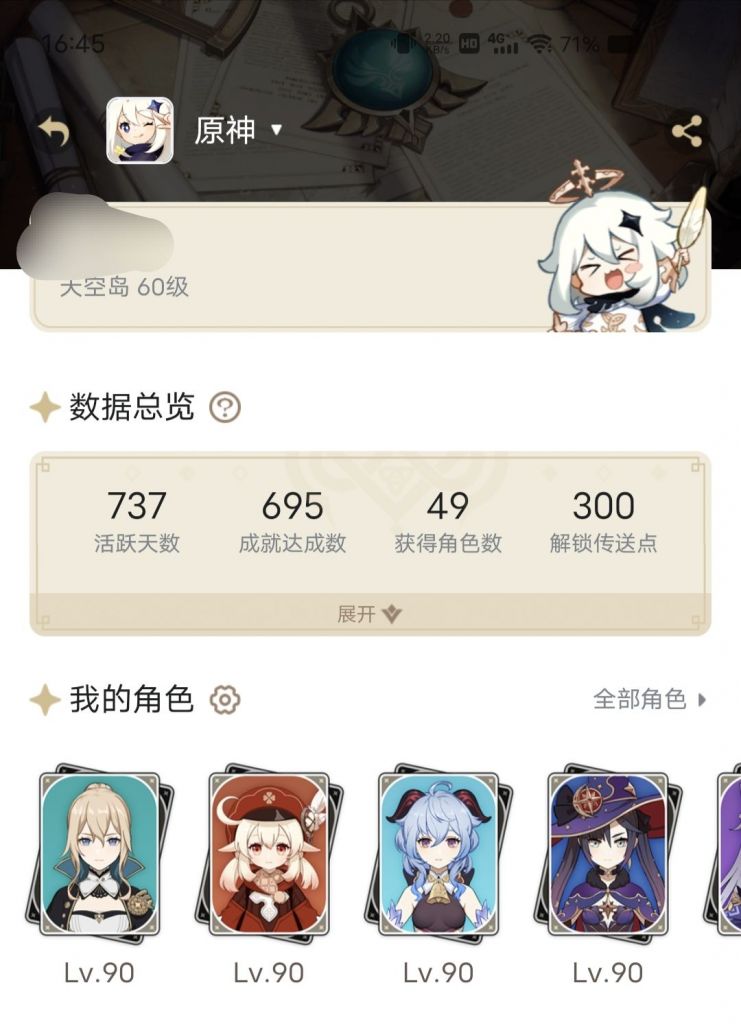 16:45 2.20 KB/s HD 4G 71%
原神
天空岛 60级
数据总览
737 695 49 300
活跃天数 成就达成数 获得角色数 解锁传送点
展开
我的角色 全部角色
Lv.90 Lv.90 Lv.90 Lv.90